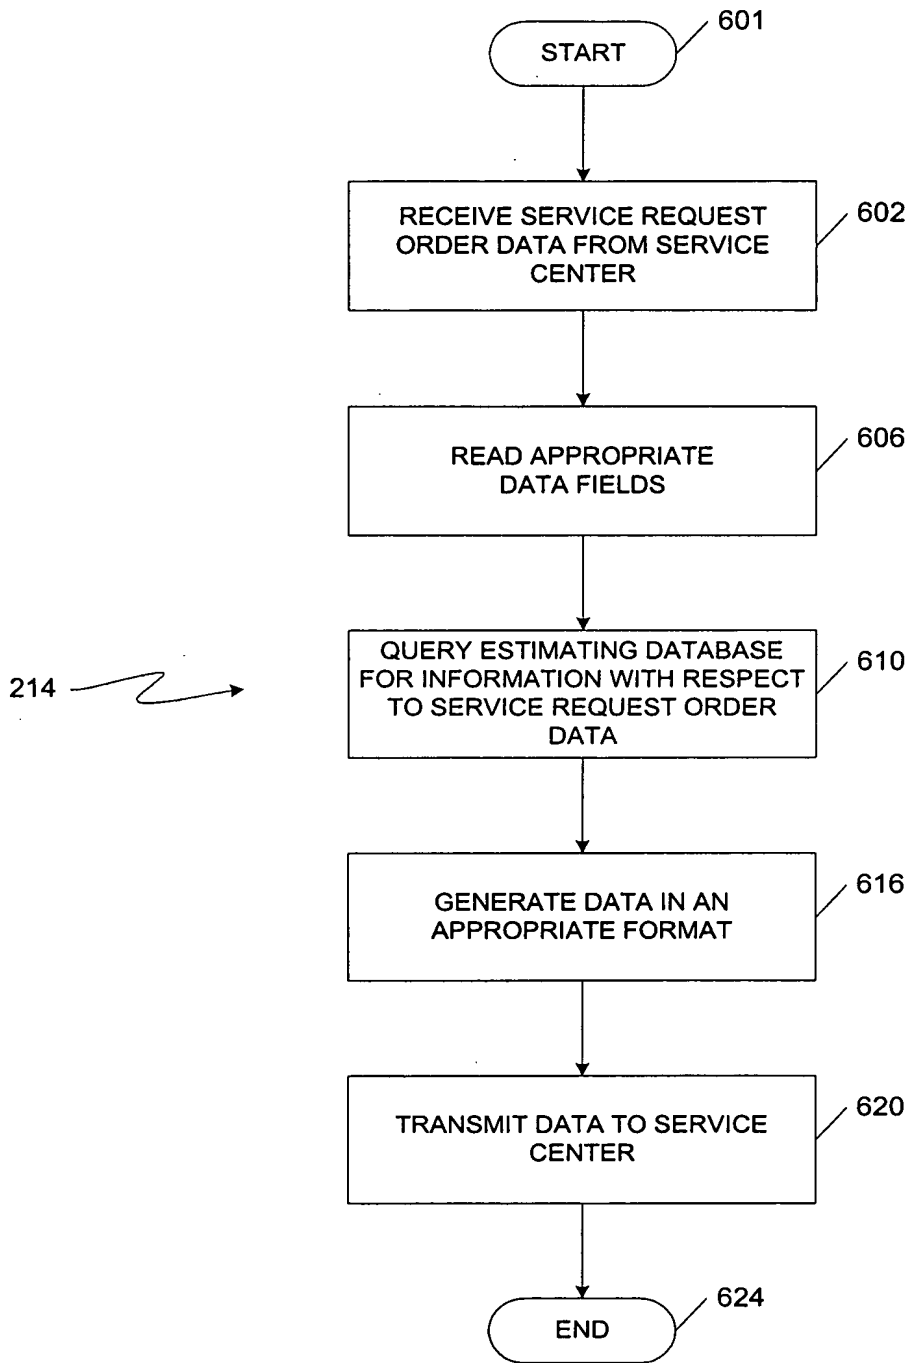 START
601
RECEIVE SERVICE REQUEST
ORDER DATA FROM SERVICE
CENTER
602
READ APPROPRIATE
DATA FIELDS
606
QUERY ESTIMATING DATABASE
FOR INFORMATION WITH RESPECT
TO SERVICE REQUEST ORDER
DATA
610
214
GENERATE DATA IN AN
APPROPRIATE FORMAT
616
TRANSMIT DATA TO SERVICE
CENTER
620
END
624